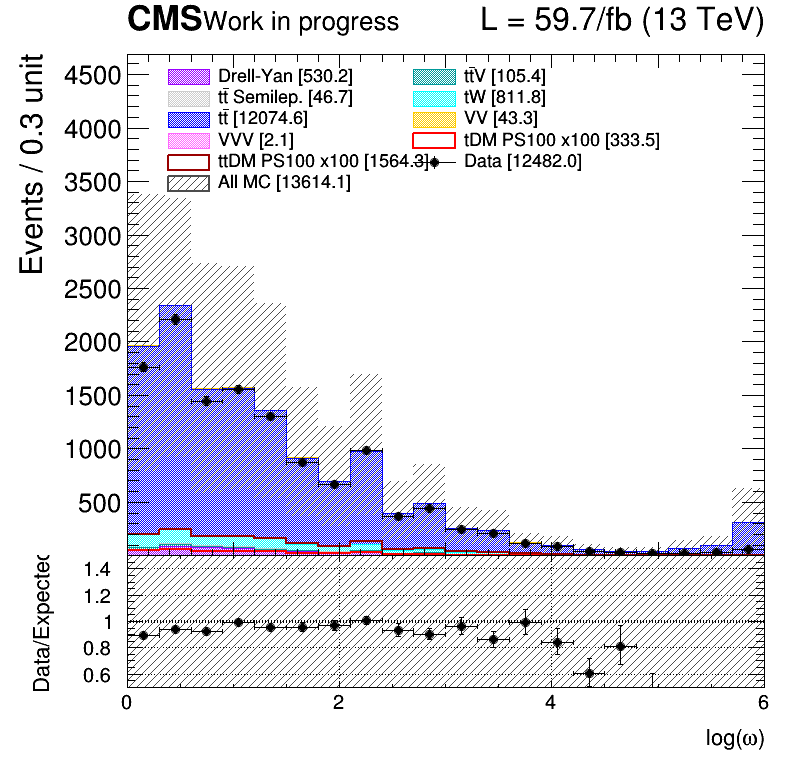 CMS Work in progress L = 59.7/fb (13 TeV)
Events / 0.3 unit
4500
4000
3500
3000
2500
2000
1500
1000
500
Drell-Yan [530.2] tt̄V [105.4]
tt̄ Semilep. [46.7] tW [811.8]
tt̄ [12074.6] VV [43.3]
VVV [2.1] tDM PS100 x100 [333.5]
ttDM PS100 x100 [1564.3] Data [12482.0]
All MC [13614.1]
Data/Expected
1.4
1.2
1
0.8
0.6
0 2 4 6
log(ω)